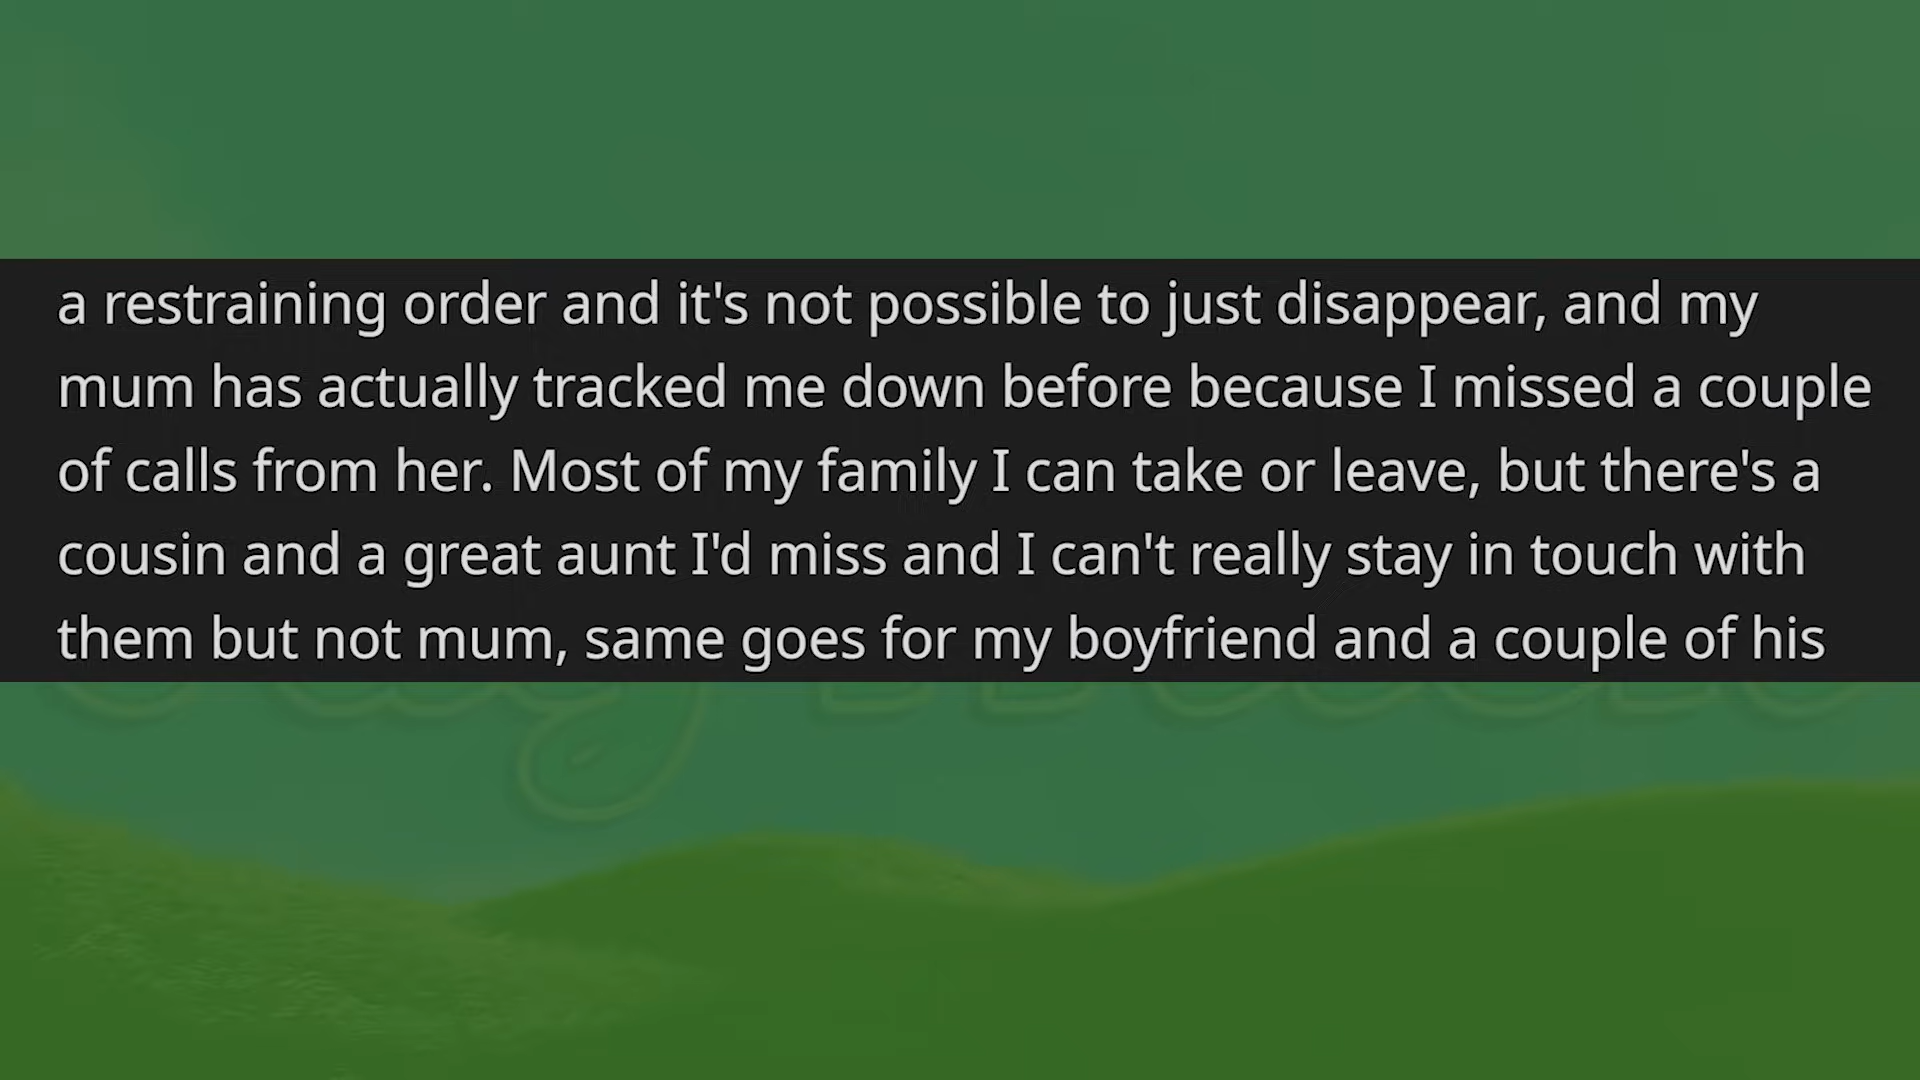 a restraining order and it's not possible to just disappear, and my
mum has actually tracked me down before because I missed a couple
of calls from her. Most of my family I can take or leave, but there's a
cousin and a great aunt I'd miss and I can't really stay in touch with
them but not mum, same goes for my boyfriend and a couple of his